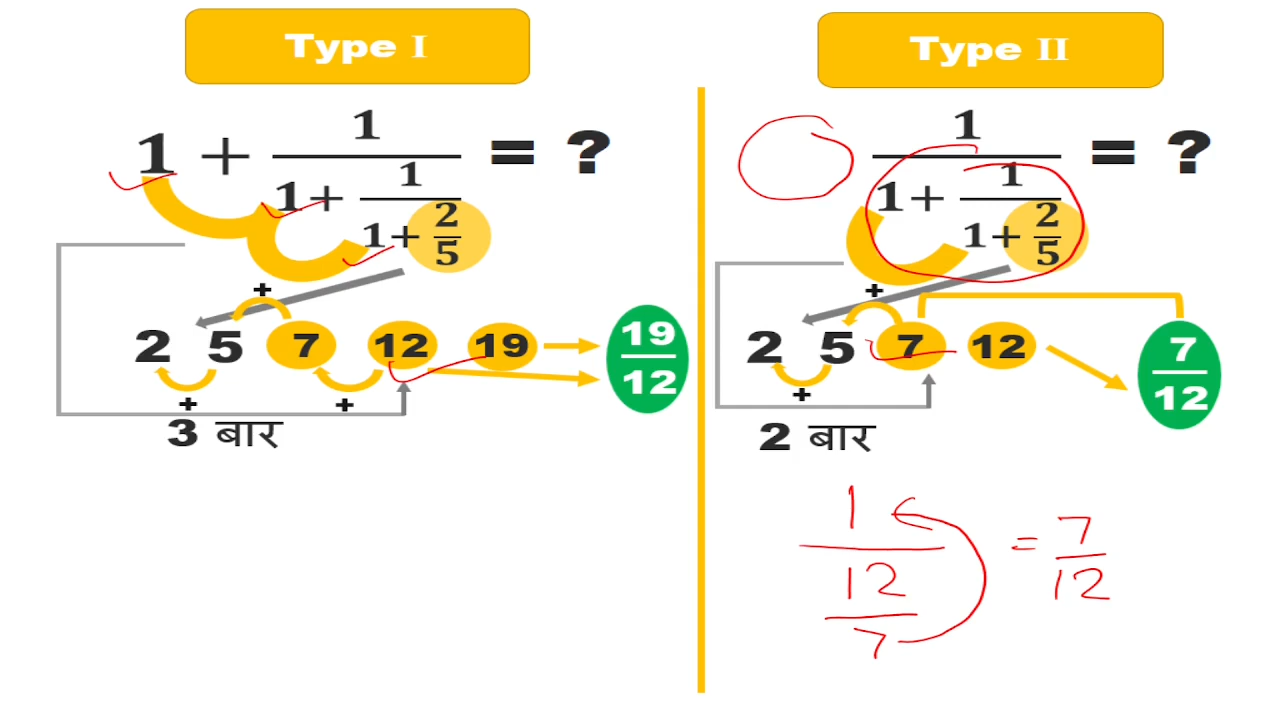 Type I
1 + 1/(1 + 1/(1 + 2/5)) = ?
+
2 5 7 12 19
19/12
+ +
3 बार
Type II
1/(1 + 1/(1 + 2/5)) = ?
+
2 5 7 12
7/12
+
2 बार
1/(12/7) = 7/12